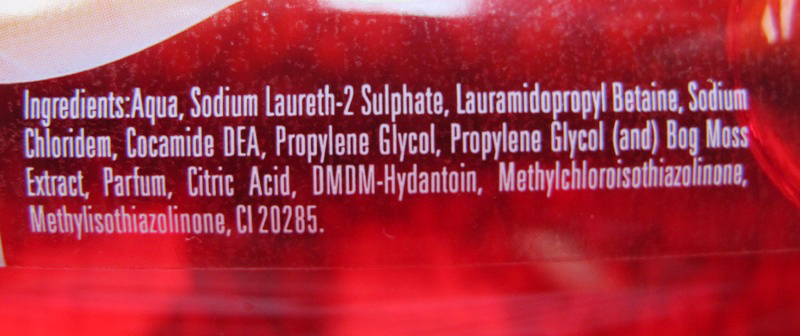 Ingredients:Aqua, Sodium Laureth-2 Sulphate, Lauramidopropyl Betaine, Sodium
Chloridem, Cocamide DEA, Propylene Glycol, Propylene Glycol (and) Bog Moss
Extract, Parfum, Citric Acid, DMDM-Hydantoin, Methylchloroisothiazolinone,
Methylisothiazolinone, CI 20285.